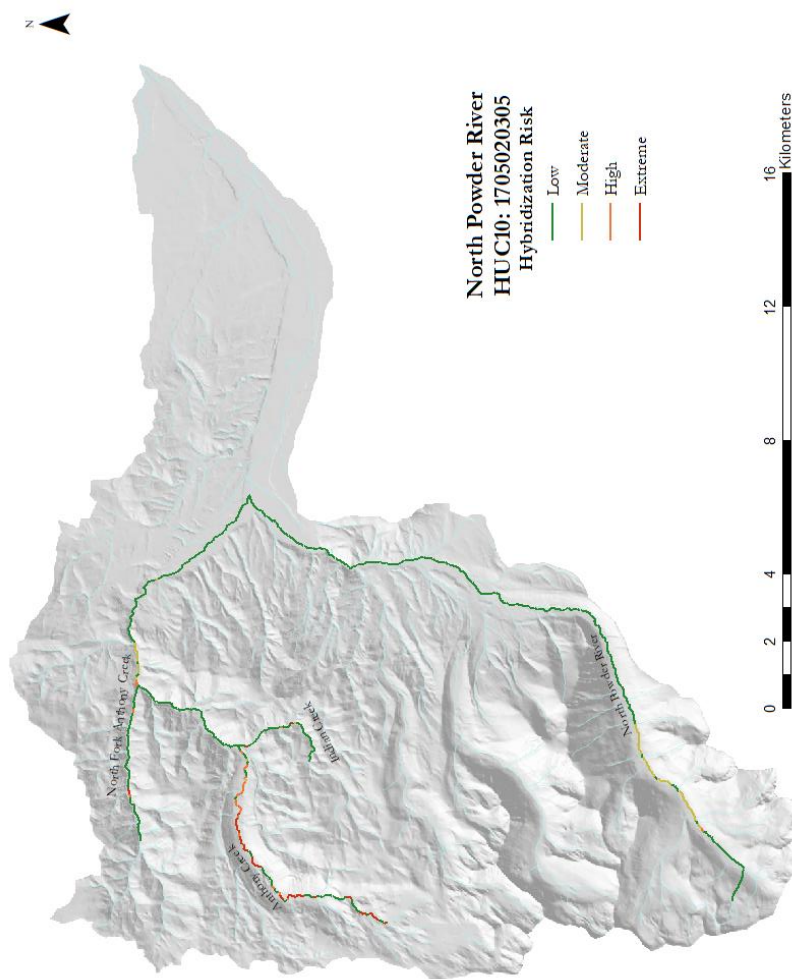 N
North Powder River
HUC10: 1705020305
Hybridization Risk
Low
Moderate
High
Extreme
North Fork Anthony Creek
Indian Creek
Anthony Creek
North Powder River
0 2 4 8 12 16
Kilometers